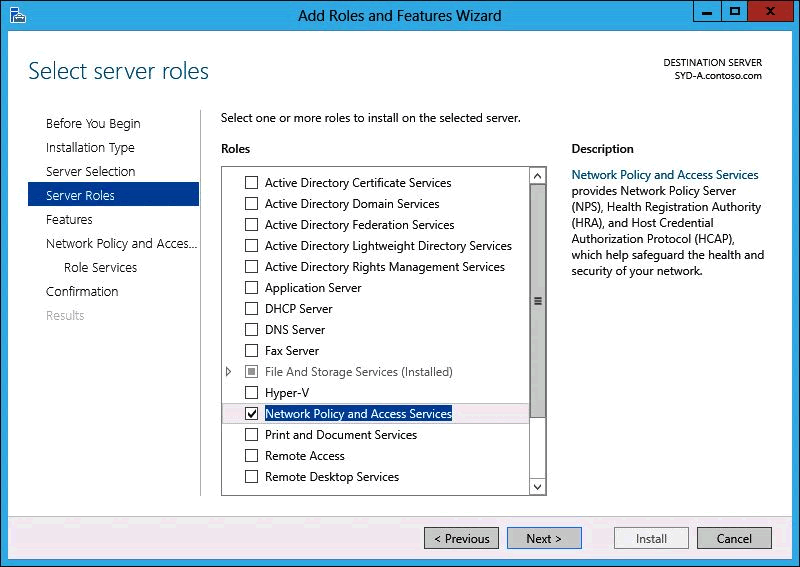 Add Roles and Features Wizard
Select server roles
DESTINATION SERVER
SYD-A.contoso.com
Before You Begin
Installation Type
Server Selection
Server Roles
Features
Network Policy and Acces...
Role Services
Confirmation
Results
Select one or more roles to install on the selected server.
Roles
Active Directory Certificate Services
Active Directory Domain Services
Active Directory Federation Services
Active Directory Lightweight Directory Services
Active Directory Rights Management Services
Application Server
DHCP Server
DNS Server
Fax Server
File And Storage Services (Installed)
Hyper-V
Network Policy and Access Services
Print and Document Services
Remote Access
Remote Desktop Services
Description
Network Policy and Access Services
provides Network Policy Server
(NPS), Health Registration Authority
(HRA), and Host Credential
Authorization Protocol (HCAP),
which help safeguard the health and
security of your network.
< Previous
Next >
Install
Cancel